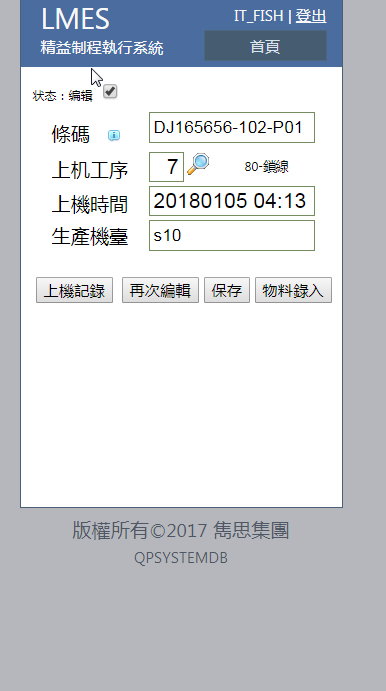 LMES
IT_FISH | 登出
精益制程執行系統
首頁
状态：编辑
條碼
DJ165656-102-P01
上机工序
7
80-鎖線
上機時間
20180105 04:13
生產機臺
s10
上機記錄
再次編輯
保存
物料錄入
版權所有©2017 雋思集團
QPSYSTEMDB